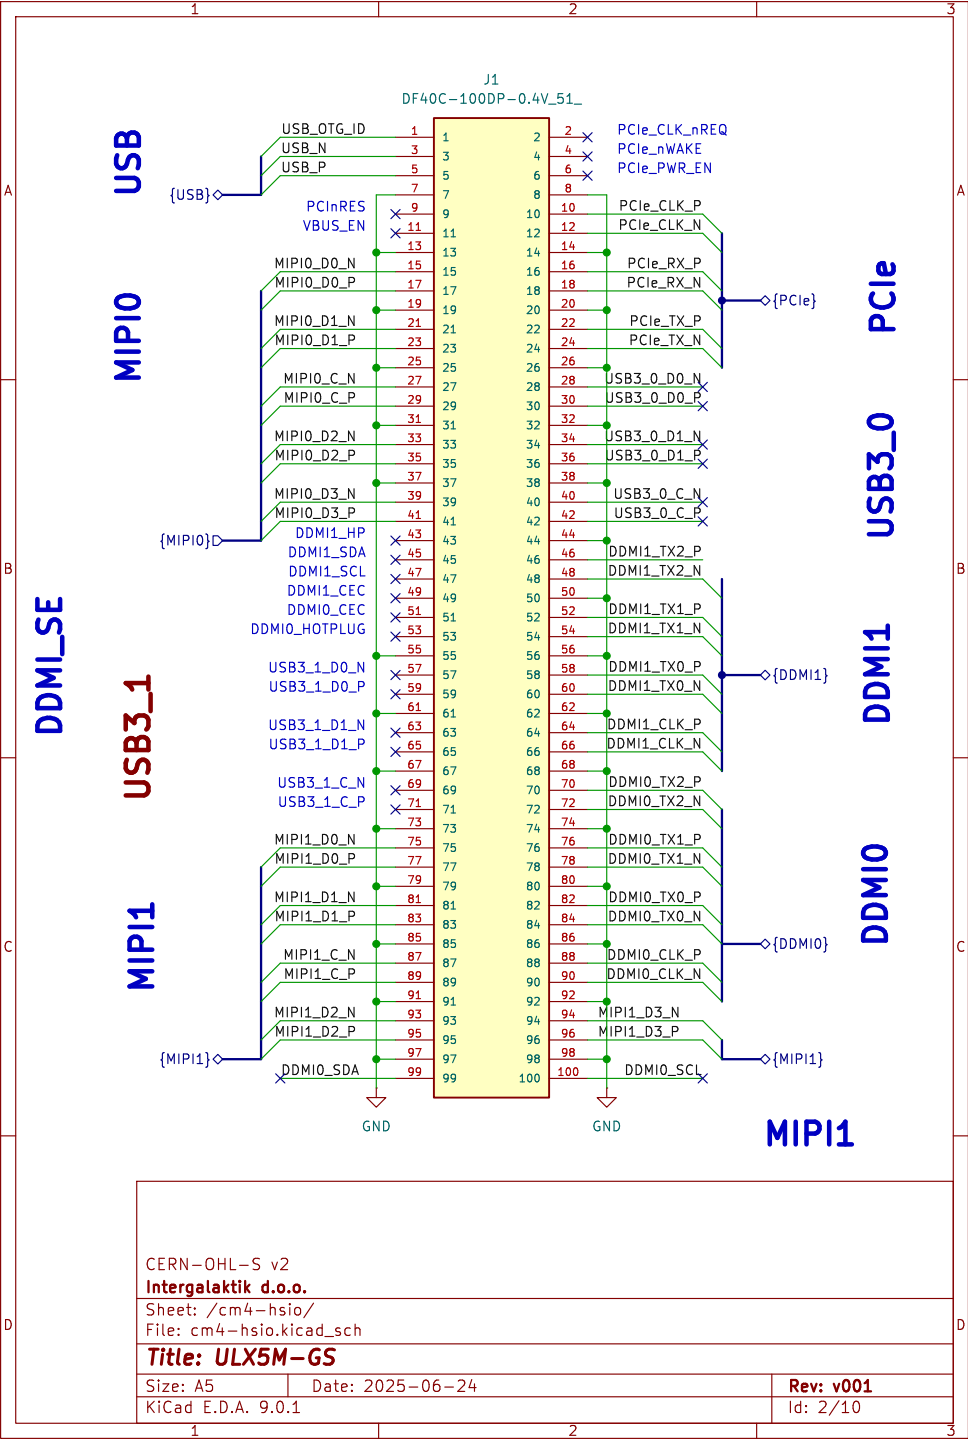 1 2 3
J1
DF40C-100DP-0.4V_51_
USB
MIPI0
DDMI_SE
USB3_1
MIPI1
PCIe
USB3_0
DDMI1
DDMI0
MIPI1
A A
B B
C C
D D
{USB}
{MIPI0}
{MIPI1}
{PCIe}
{DDMI1}
{DDMI0}
{MIPI1}
USB_OTG_ID 1 1 2 2 PCIe_CLK_nREQ
USB_N 3 3 4 4 PCIe_nWAKE
USB_P 5 5 6 6 PCIe_PWR_EN
7 7 8 8
PCInRES 9 9 10 10 PCIe_CLK_P
VBUS_EN 11 11 12 12 PCIe_CLK_N
13 13 14 14
MIPI0_D0_N 15 15 16 16 PCIe_RX_P
MIPI0_D0_P 17 17 18 18 PCIe_RX_N
19 19 20 20
MIPI0_D1_N 21 21 22 22 PCIe_TX_P
MIPI0_D1_P 23 23 24 24 PCIe_TX_N
25 25 26 26
MIPI0_C_N 27 27 28 28 USB3_0_D0_N
MIPI0_C_P 29 29 30 30 USB3_0_D0_P
31 31 32 32
MIPI0_D2_N 33 33 34 34 USB3_0_D1_N
MIPI0_D2_P 35 35 36 36 USB3_0_D1_P
37 37 38 38
MIPI0_D3_N 39 39 40 40 USB3_0_C_N
MIPI0_D3_P 41 41 42 42 USB3_0_C_P
DDMI1_HP 43 43 44 44
DDMI1_SDA 45 45 46 46 DDMI1_TX2_P
DDMI1_SCL 47 47 48 48 DDMI1_TX2_N
DDMI1_CEC 49 49 50 50
DDMI0_CEC 51 51 52 52 DDMI1_TX1_P
DDMI0_HOTPLUG 53 53 54 54 DDMI1_TX1_N
55 55 56 56
USB3_1_D0_N 57 57 58 58 DDMI1_TX0_P
USB3_1_D0_P 59 59 60 60 DDMI1_TX0_N
61 61 62 62
USB3_1_D1_N 63 63 64 64 DDMI1_CLK_P
USB3_1_D1_P 65 65 66 66 DDMI1_CLK_N
67 67 68 68
USB3_1_C_N 69 69 70 70 DDMI0_TX2_P
USB3_1_C_P 71 71 72 72 DDMI0_TX2_N
73 73 74 74
MIPI1_D0_N 75 75 76 76 DDMI0_TX1_P
MIPI1_D0_P 77 77 78 78 DDMI0_TX1_N
79 79 80 80
MIPI1_D1_N 81 81 82 82 DDMI0_TX0_P
MIPI1_D1_P 83 83 84 84 DDMI0_TX0_N
85 85 86 86
MIPI1_C_N 87 87 88 88 DDMI0_CLK_P
MIPI1_C_P 89 89 90 90 DDMI0_CLK_N
91 91 92 92
MIPI1_D2_N 93 93 94 94 MIPI1_D3_N
MIPI1_D2_P 95 95 96 96 MIPI1_D3_P
97 97 98 98
DDMI0_SDA 99 99 100 100 DDMI0_SCL
GND GND
CERN-OHL-S v2
Intergalaktik d.o.o.
Sheet: /cm4-hsio/
File: cm4-hsio.kicad_sch
Title: ULX5M-GS
Size: A5 Date: 2025-06-24 Rev: v001
KiCad E.D.A. 9.0.1 Id: 2/10
1 2 3